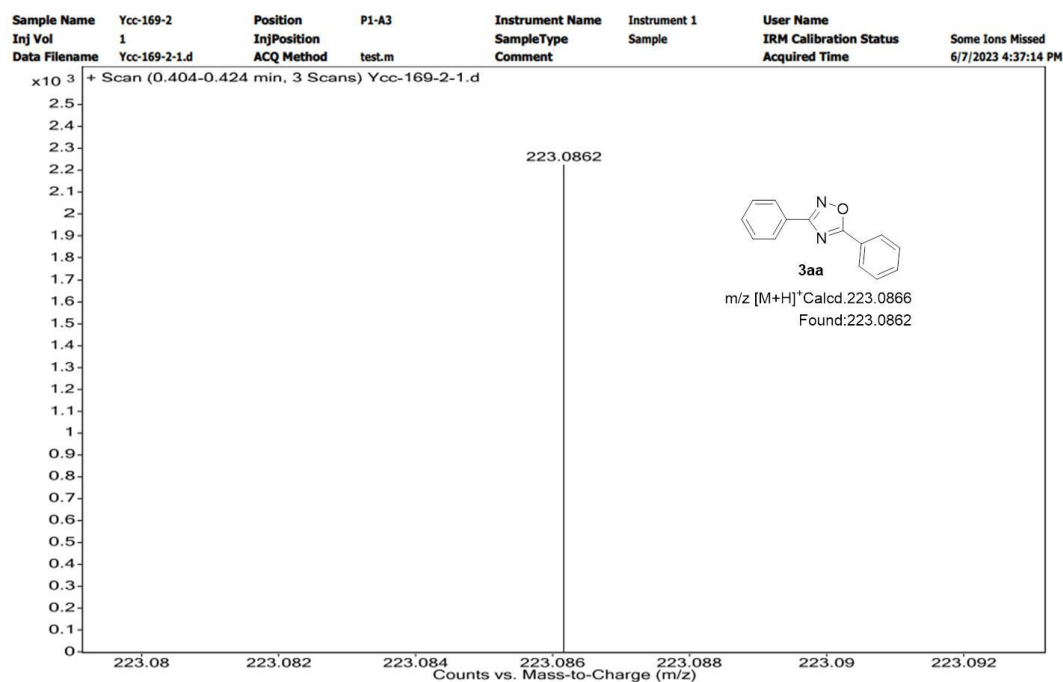 Sample Name Ycc-169-2 Position P1-A3 Instrument Name Instrument 1 User Name
Inj Vol 1 InjPosition SampleType Sample IRM Calibration Status Some Ions Missed
Data Filename Ycc-169-2-1.d ACQ Method test.m Comment Acquired Time 6/7/2023 4:37:14 PM
x10 3 + Scan (0.404-0.424 min, 3 Scans) Ycc-169-2-1.d
2.5
2.4
2.3
223.0862
2.2
2.1
2
1.9
1.8
1.7
1.6
1.5
1.4
1.3
1.2
1.1
1
0.9
0.8
0.7
0.6
0.5
0.4
0.3
0.2
0.1
0
N O
N
3aa
m/z [M+H]+Calcd.223.0866
Found:223.0862
223.08 223.082 223.084 223.086 223.088 223.09 223.092
Counts vs. Mass-to-Charge (m/z)